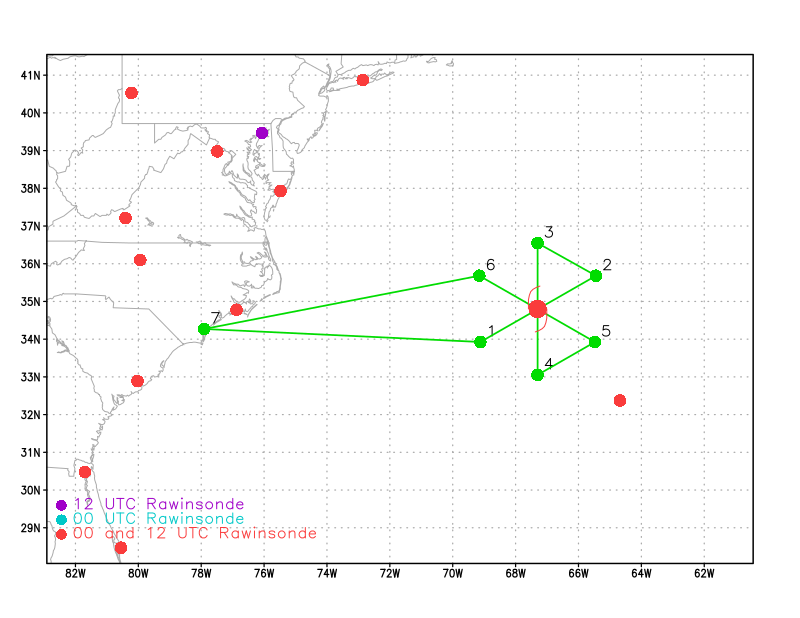 41N
40N
39N
38N
37N
3
36N
6 2
35N
7
34N
1 5
33N
4
32N
31N
30N
12 UTC Rawinsonde
00 UTC Rawinsonde
29N
00 and 12 UTC Rawinsonde
82W 80W 78W 76W 74W 72W 70W 68W 66W 64W 62W